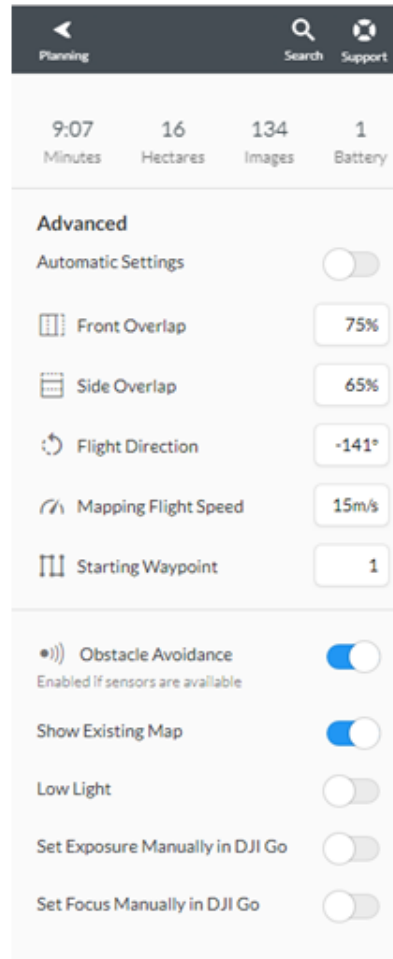 Planning
Search Support
9:07 16 134 1
Minutes Hectares Images Battery
Advanced
Automatic Settings
Front Overlap 75%
Side Overlap 65%
Flight Direction -141°
Mapping Flight Speed 15m/s
Starting Waypoint 1
Obstacle Avoidance
Enabled if sensors are available
Show Existing Map
Low Light
Set Exposure Manually in DJI Go
Set Focus Manually in DJI Go